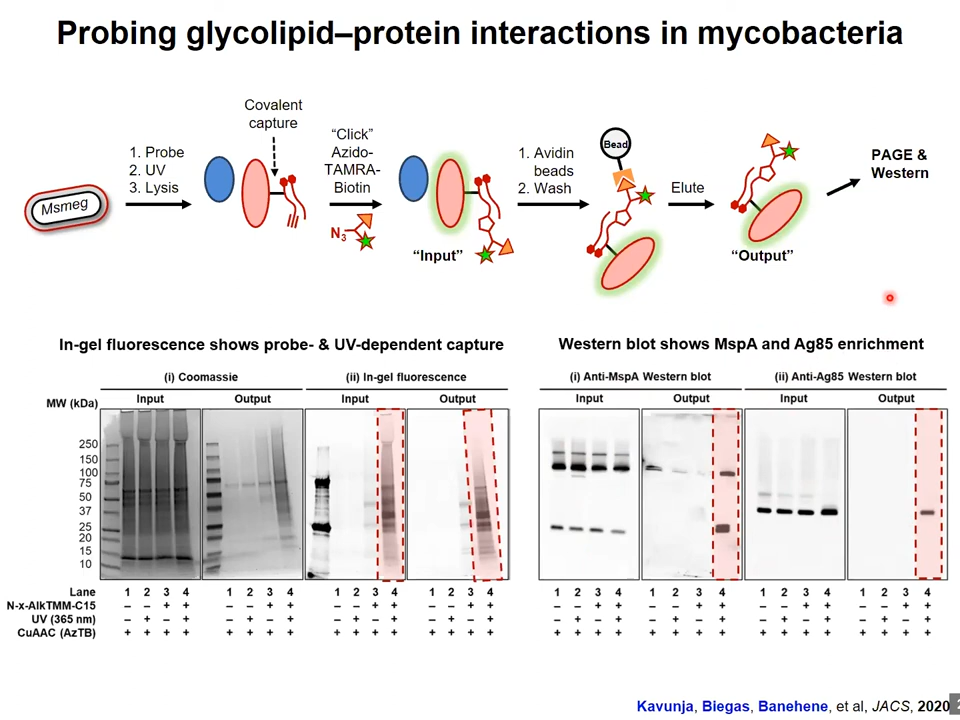 Probing glycolipid–protein interactions in mycobacteria
Covalent
capture
1. Probe
2. UV
3. Lysis
Msmeg
“Click”
Azido-
TAMRA-
Biotin
N3
“Input”
1. Avidin
beads
2. Wash
Bead
Elute
“Output”
PAGE &
Western
In-gel fluorescence shows probe- & UV-dependent capture
Western blot shows MspA and Ag85 enrichment
(i) Coomassie
(ii) In-gel fluorescence
(i) Anti-MspA Western blot
(ii) Anti-Ag85 Western blot
MW (kDa)
Input Output Input Output Input Output Input Output
250
150
100
75
50
37
25
20
15
10
Lane 1 2 3 4 1 2 3 4 1 2 3 4 1 2 3 4 1 2 3 4 1 2 3 4 1 2 3 4 1 2 3 4
N-x-AlkTMM-C15 – – + + – – + + – – + + – – + + – – + + – – + + – – + + – – + +
UV (365 nm) – + – + – + – + – + – + – + – + – + – + – + – + – + – + – + – +
CuAAC (AzTB) + + + + + + + + + + + + + + + + + + + + + + + + + + + + + + + +
Kavunja, Biegas, Banehene, et al, JACS, 2020